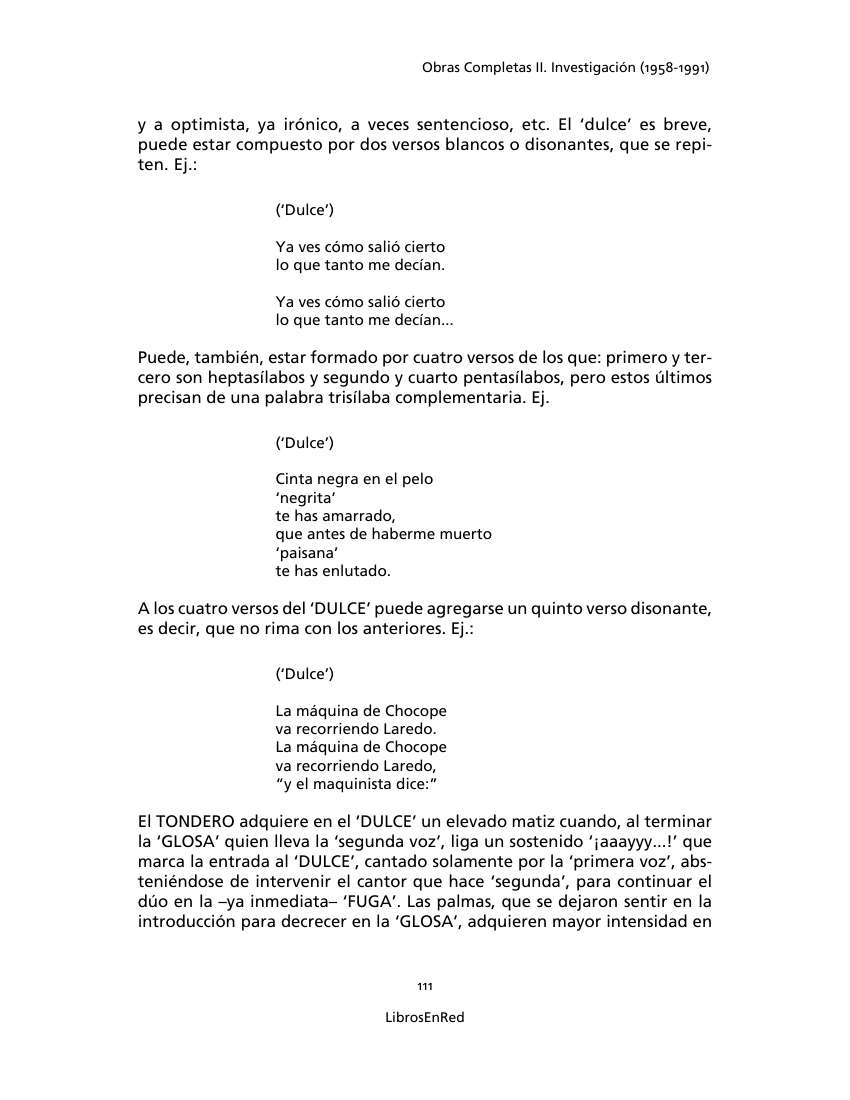 Obras Completas II. Investigación (1958-1991)
y a optimista, ya irónico, a veces sentencioso, etc. El ‘dulce’ es breve,
puede estar compuesto por dos versos blancos o disonantes, que se repi-
ten. Ej.:
(‘Dulce’)
Ya ves cómo salió cierto
lo que tanto me decían.
Ya ves cómo salió cierto
lo que tanto me decían...
Puede, también, estar formado por cuatro versos de los que: primero y ter-
cero son heptasílabos y segundo y cuarto pentasílabos, pero estos últimos
precisan de una palabra trisílaba complementaria. Ej.
(‘Dulce’)
Cinta negra en el pelo
‘negrita’
te has amarrado,
que antes de haberme muerto
‘paisana’
te has enlutado.
A los cuatro versos del ‘DULCE’ puede agregarse un quinto verso disonante,
es decir, que no rima con los anteriores. Ej.:
(‘Dulce’)
La máquina de Chocope
va recorriendo Laredo.
La máquina de Chocope
va recorriendo Laredo,
“y el maquinista dice:”
El TONDERO adquiere en el ‘DULCE’ un elevado matiz cuando, al terminar
la ‘GLOSA’ quien lleva la ‘segunda voz’, liga un sostenido ‘¡aaayyy...!’ que
marca la entrada al ‘DULCE’, cantado solamente por la ‘primera voz’, abs-
teniéndose de intervenir el cantor que hace ‘segunda’, para continuar el
dúo en la –ya inmediata– ‘FUGA’. Las palmas, que se dejaron sentir en la
introducción para decrecer en la ‘GLOSA’, adquieren mayor intensidad en
111
LibrosEnRed